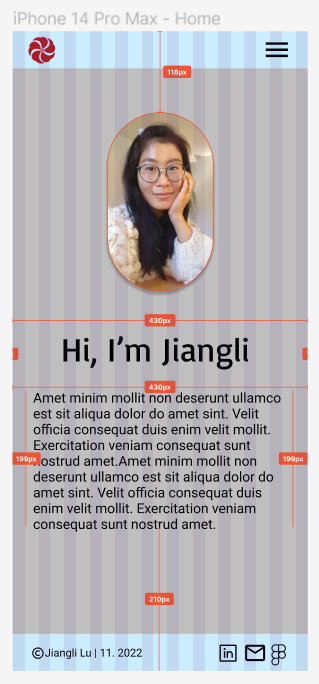 iPhone 14 Pro Max - Home
118px
430px
Hi, I'm Jiangli
430px
Amet minim mollit non deserunt ullamco
est sit aliqua dolor do amet sint. Velit
officia consequat duis enim velit mollit.
Exercitation veniam consequat sunt
nostrud amet.Amet minim mollit non
199px
199px
deserunt ullamco est sit aliqua dolor do
amet sint. Velit officia consequat duis
enim velit mollit. Exercitation veniam
consequat sunt nostrud amet.
210px
©Jiangli Lu | 11. 2022
in